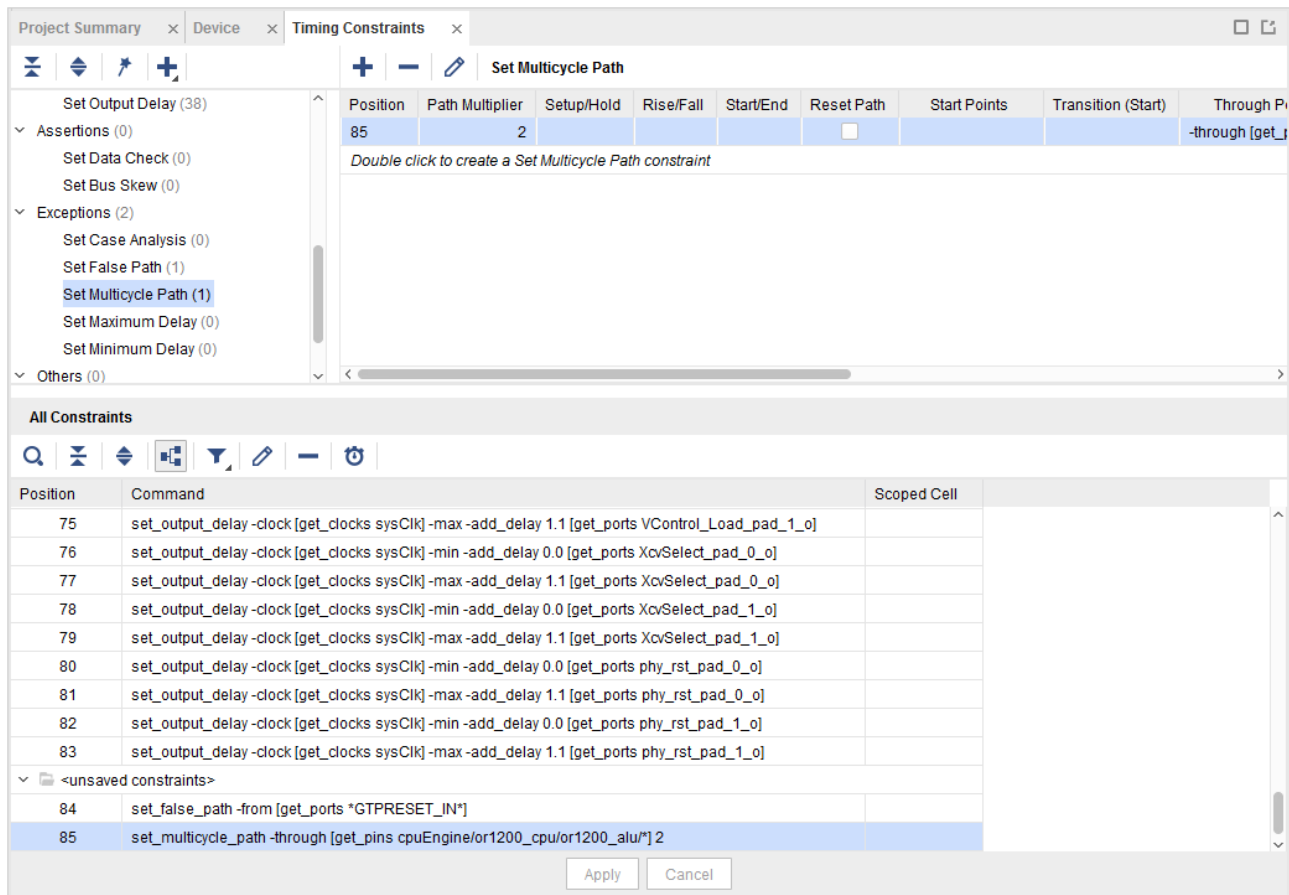 Project Summary × Device × Timing Constraints ×
Set Multicycle Path
Set Output Delay (38)
Assertions (0)
Set Data Check (0)
Set Bus Skew (0)
Exceptions (2)
Set Case Analysis (0)
Set False Path (1)
Set Multicycle Path (1)
Set Maximum Delay (0)
Set Minimum Delay (0)
Others (0)
Position Path Multiplier Setup/Hold Rise/Fall Start/End Reset Path Start Points Transition (Start) Through P
85 2 -through [get_p
Double click to create a Set Multicycle Path constraint
All Constraints
Position Command Scoped Cell
75 set_output_delay -clock [get_clocks sysClk] -max -add_delay 1.1 [get_ports VControl_Load_pad_1_o]
76 set_output_delay -clock [get_clocks sysClk] -min -add_delay 0.0 [get_ports XcvSelect_pad_0_o]
77 set_output_delay -clock [get_clocks sysClk] -max -add_delay 1.1 [get_ports XcvSelect_pad_0_o]
78 set_output_delay -clock [get_clocks sysClk] -min -add_delay 0.0 [get_ports XcvSelect_pad_1_o]
79 set_output_delay -clock [get_clocks sysClk] -max -add_delay 1.1 [get_ports XcvSelect_pad_1_o]
80 set_output_delay -clock [get_clocks sysClk] -min -add_delay 0.0 [get_ports phy_rst_pad_0_o]
81 set_output_delay -clock [get_clocks sysClk] -max -add_delay 1.1 [get_ports phy_rst_pad_0_o]
82 set_output_delay -clock [get_clocks sysClk] -min -add_delay 0.0 [get_ports phy_rst_pad_1_o]
83 set_output_delay -clock [get_clocks sysClk] -max -add_delay 1.1 [get_ports phy_rst_pad_1_o]
<unsaved constraints>
84 set_false_path -from [get_ports *GTPRESET_IN*]
85 set_multicycle_path -through [get_pins cpuEngine/or1200_cpu/or1200_alu/*] 2
Apply Cancel